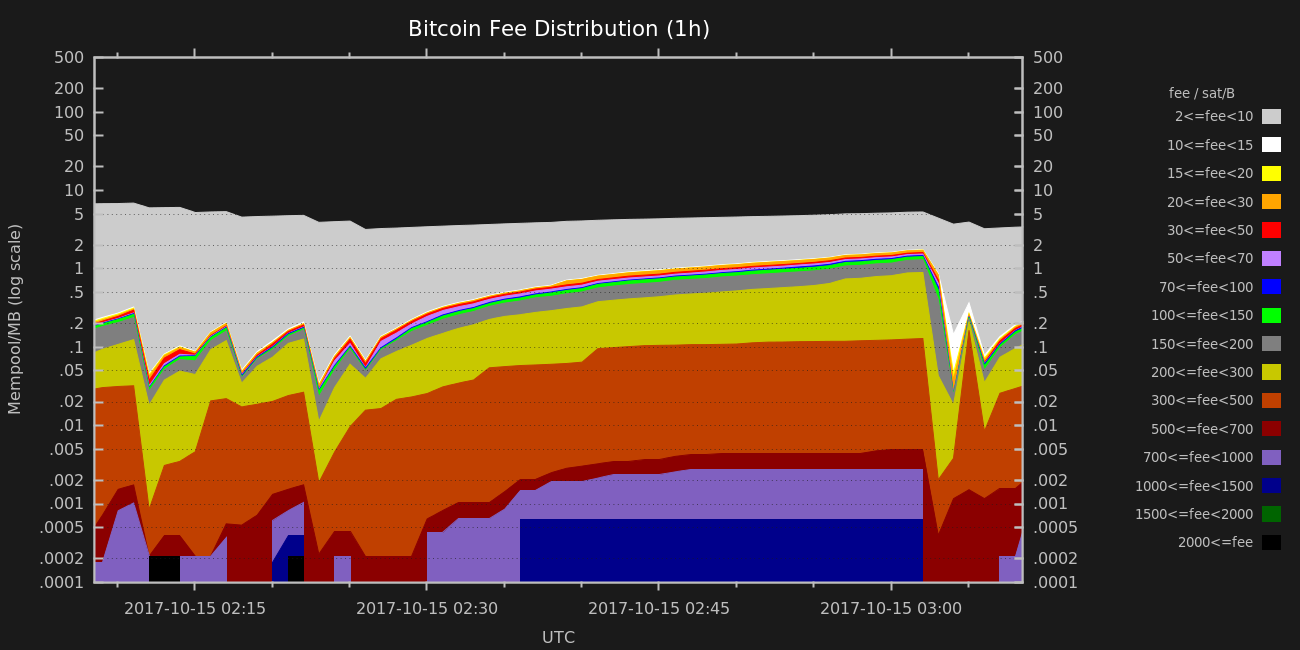 Bitcoin Fee Distribution (1h)
500
200
100
50
20
10
5
2
1
.5
.2
.1
.05
.02
.01
.005
.002
.001
.0005
.0002
.0001
Mempool/MB (log scale)
500
200
100
50
20
10
5
2
1
.5
.2
.1
.05
.02
.01
.005
.002
.001
.0005
.0002
.0001
2017-10-15 02:15
2017-10-15 02:30
2017-10-15 02:45
2017-10-15 03:00
UTC
fee / sat/B
2<=fee<10
10<=fee<15
15<=fee<20
20<=fee<30
30<=fee<50
50<=fee<70
70<=fee<100
100<=fee<150
150<=fee<200
200<=fee<300
300<=fee<500
500<=fee<700
700<=fee<1000
1000<=fee<1500
1500<=fee<2000
2000<=fee